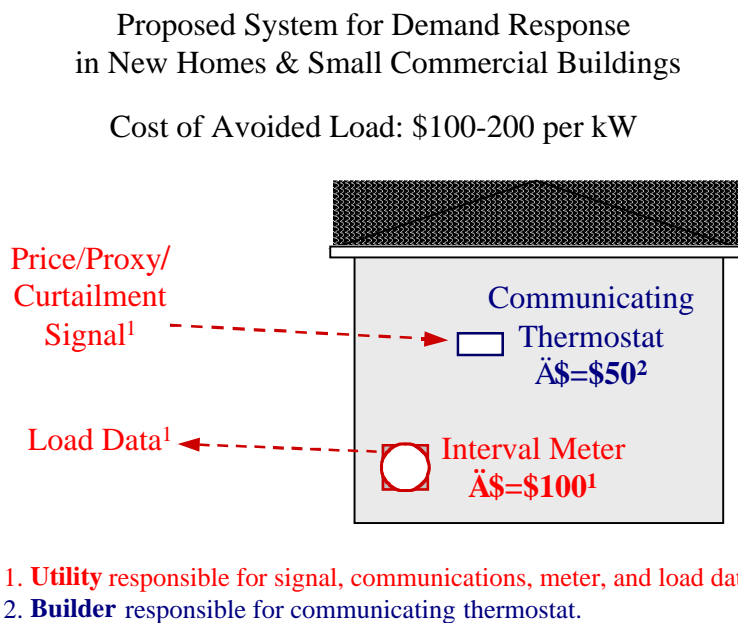 Proposed System for Demand Response
in New Homes & Small Commercial Buildings
Cost of Avoided Load: $100-200 per kW
Price/Proxy/
Curtailment
Signal1
Communicating
Thermostat
Ä$=$50²
Load Data1
Interval Meter
Ä$=$100¹
1. Utility responsible for signal, communications, meter, and load dat
2. Builder responsible for communicating thermostat.